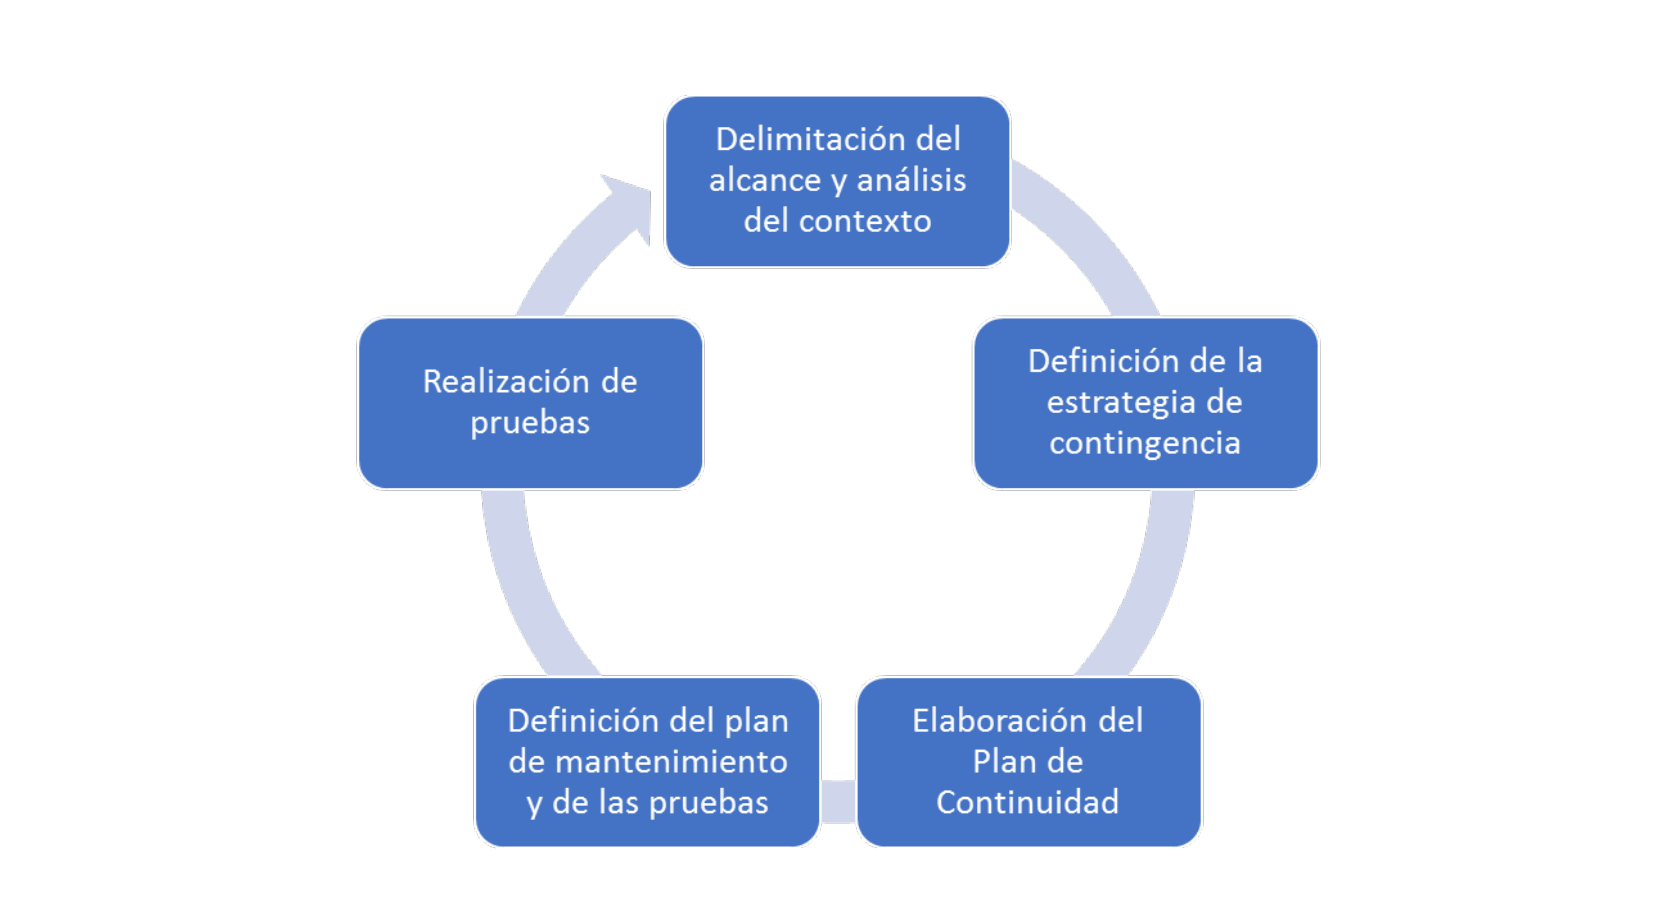 Delimitación del
alcance y análisis
del contexto
Definición de la
estrategia de
contingencia
Elaboración del
Plan de
Continuidad
Definición del plan
de mantenimiento
y de las pruebas
Realización de
pruebas